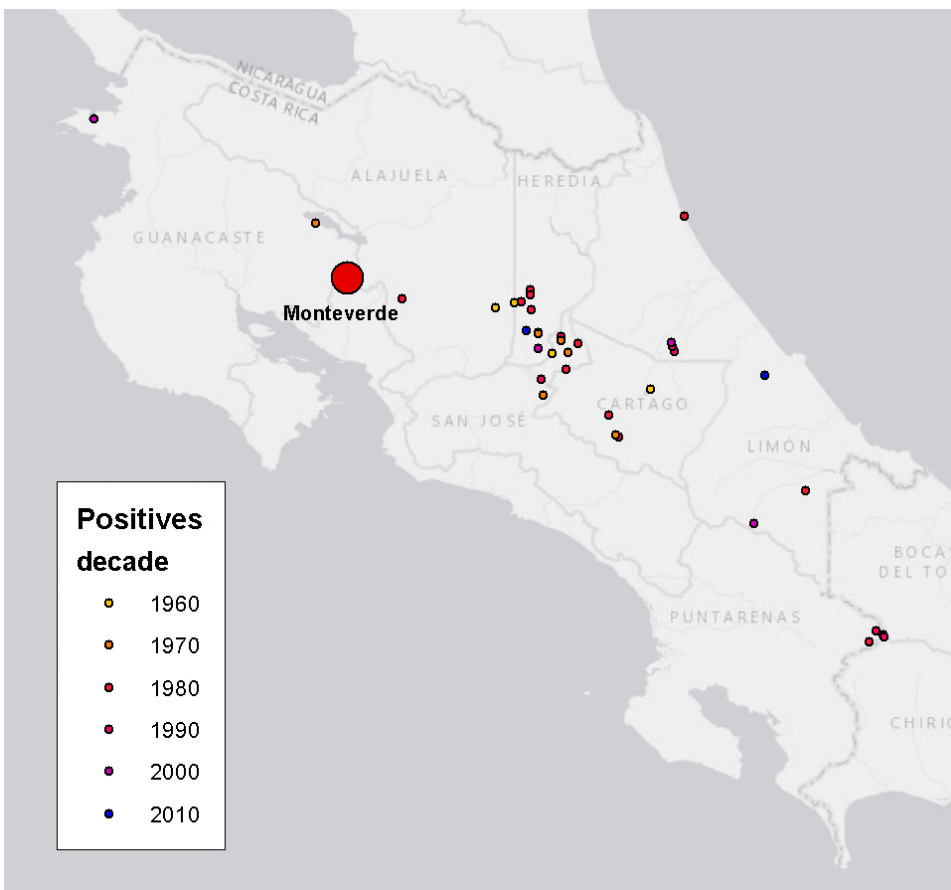 NICARAGUA
COSTA RICA
ALAJUELA
HEREDIA
GUANACASTE
Monteverde
SAN JOSÉ
CARTAGO
LIMÓN
BOCA
DEL TO
PUNTARENAS
CHIRI
Positives
decade
1960
1970
1980
1990
2000
2010